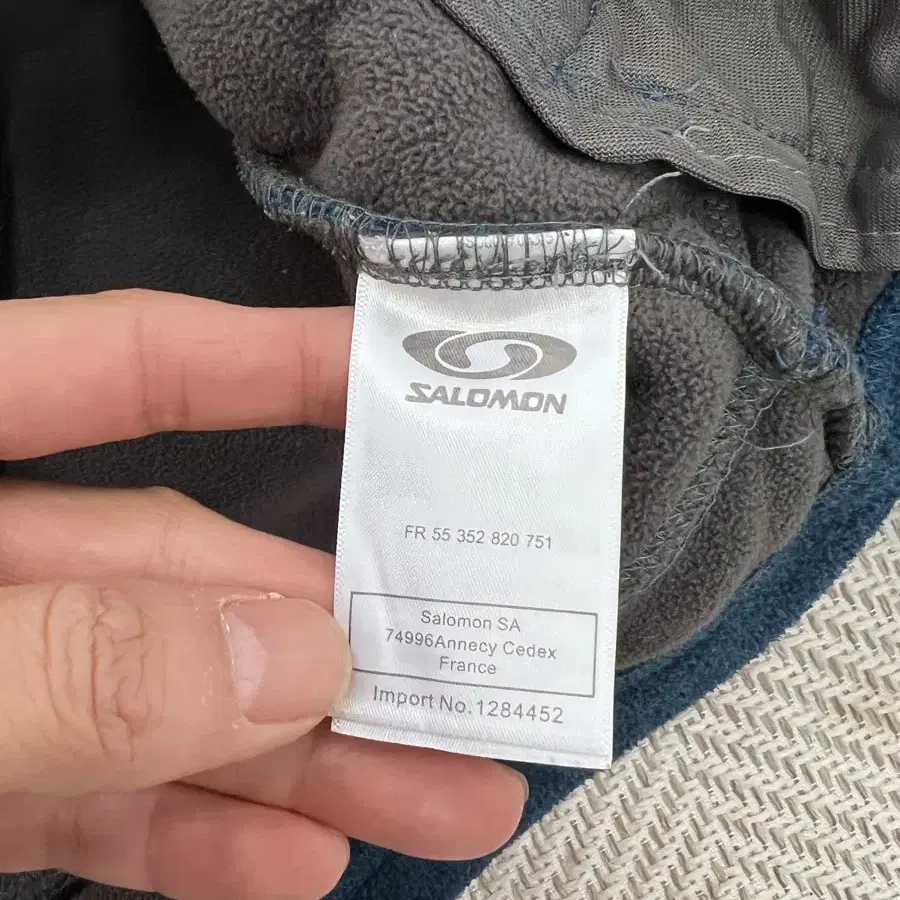 SALOMON
FR 55 352 820 751
Salomon SA
74996Annecy Cedex
France
Import No.1284452